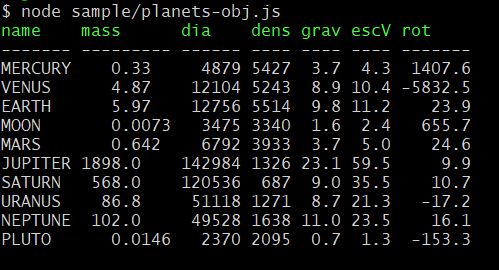 $ node sample/planets-obj.js
name    mass       dia    dens grav escV rot
------- --------- ------ ---- ---- ---- -------
MERCURY    0.33     4879 5427  3.7  4.3  1407.6
VENUS      4.87    12104 5243  8.9 10.4 -5832.5
EARTH      5.97    12756 5514  9.8 11.2    23.9
MOON       0.0073   3475 3340  1.6  2.4   655.7
MARS       0.642    6792 3933  3.7  5.0    24.6
JUPITER 1898.0    142984 1326 23.1 59.5     9.9
SATURN   568.0    120536  687  9.0 35.5    10.7
URANUS    86.8     51118 1271  8.7 21.3   -17.2
NEPTUNE  102.0     49528 1638 11.0 23.5    16.1
PLUTO      0.0146   2370 2095  0.7  1.3  -153.3